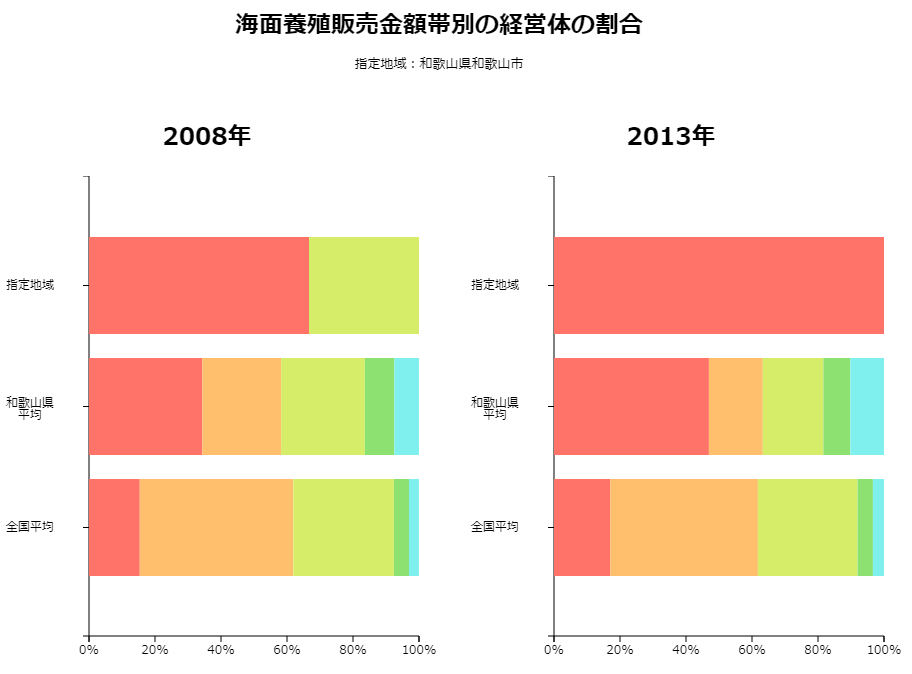 海面養殖販売金額帯別の経営体の割合
指定地域：和歌山県和歌山市
2008年
指定地域
和歌山県
平均
全国平均
0% 20% 40% 60% 80% 100%
2013年
指定地域
和歌山県
平均
全国平均
0% 20% 40% 60% 80% 100%